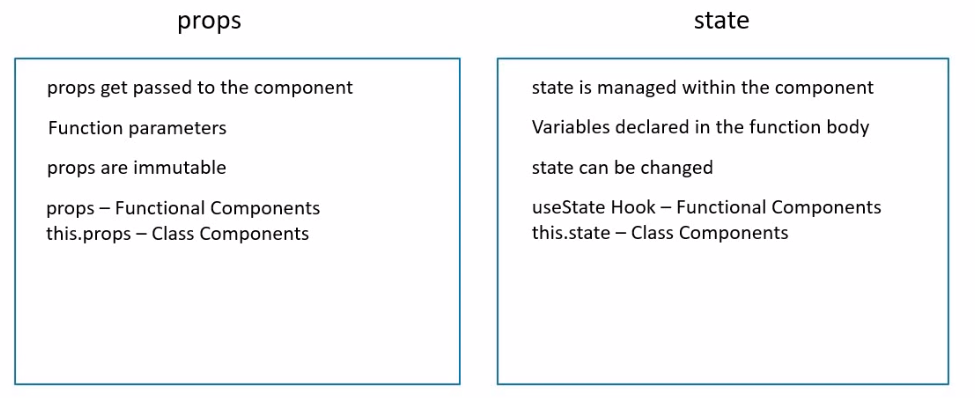 props
props get passed to the component
Function parameters
props are immutable
props – Functional Components
this.props – Class Components
state
state is managed within the component
Variables declared in the function body
state can be changed
useState Hook – Functional Components
this.state – Class Components